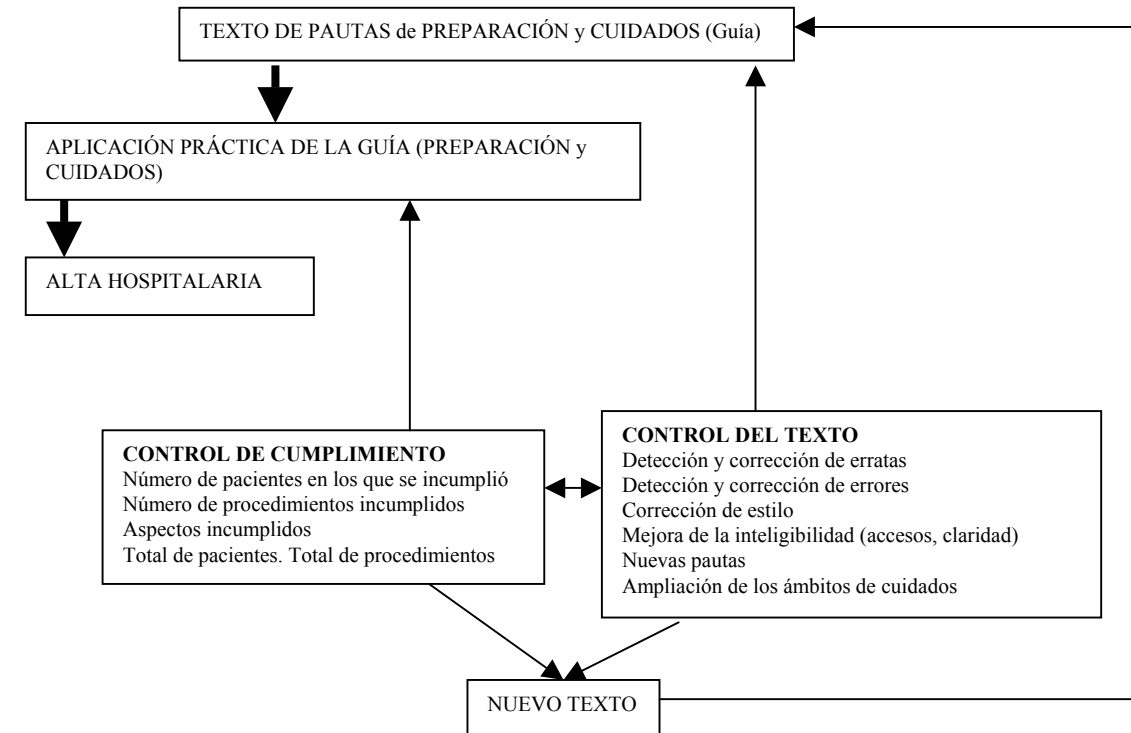 TEXTO DE PAUTAS de PREPARACIÓN y CUIDADOS (Guía)
APLICACIÓN PRÁCTICA DE LA GUÍA (PREPARACIÓN y
CUIDADOS)
ALTA HOSPITALARIA
CONTROL DE CUMPLIMIENTO
Número de pacientes en los que se incumplió
Número de procedimientos incumplidos
Aspectos incumplidos
Total de pacientes. Total de procedimientos
CONTROL DEL TEXTO
Detección y corrección de erratas
Detección y corrección de errores
Corrección de estilo
Mejora de la inteligibilidad (accesos, claridad)
Nuevas pautas
Ampliación de los ámbitos de cuidados
NUEVO TEXTO